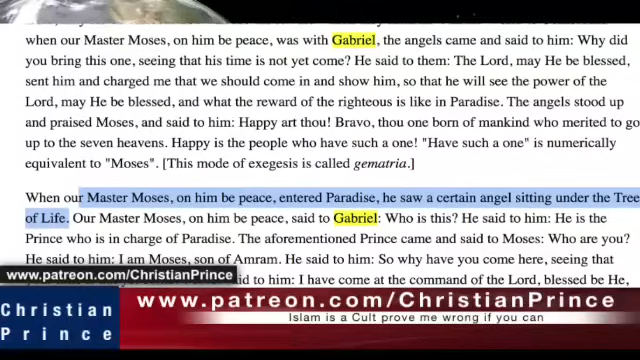 when our Master Moses, on him be peace, was with Gabriel, the angels came and said to him: Why did
you bring this one, seeing that his time is not yet come? He said to them: The Lord, may He be blessed,
sent him and charged me that we should come in and show him, so that he will see the power of the
Lord, may He be blessed, and what the reward of the righteous is like in Paradise. The angels stood up
and praised Moses, and said to him: Happy art thou! Bravo, thou one born of mankind who merited to go
up to the seven heavens. Happy is the people who have such a one! "Have such a one" is numerically
equivalent to "Moses". [This mode of exegesis is called gematria.]
When our Master Moses, on him be peace, entered Paradise, he saw a certain angel sitting under the Tree
of Life. Our Master Moses, on him be peace, said to Gabriel: Who is this? He said to him: He is the
Prince who is in charge of Paradise. The aforementioned Prince came and said to Moses: Who are you?
He said to him: I am Moses, son of Amram. He said to him: So why have you come here, seeing that
said to him: I have come at the command of the Lord, blessed be He,
www.patreon.com/ChristianPrince
www.patreon.com/ChristianPrince
Christian
Prince
Islam is a Cult prove me wrong if you can